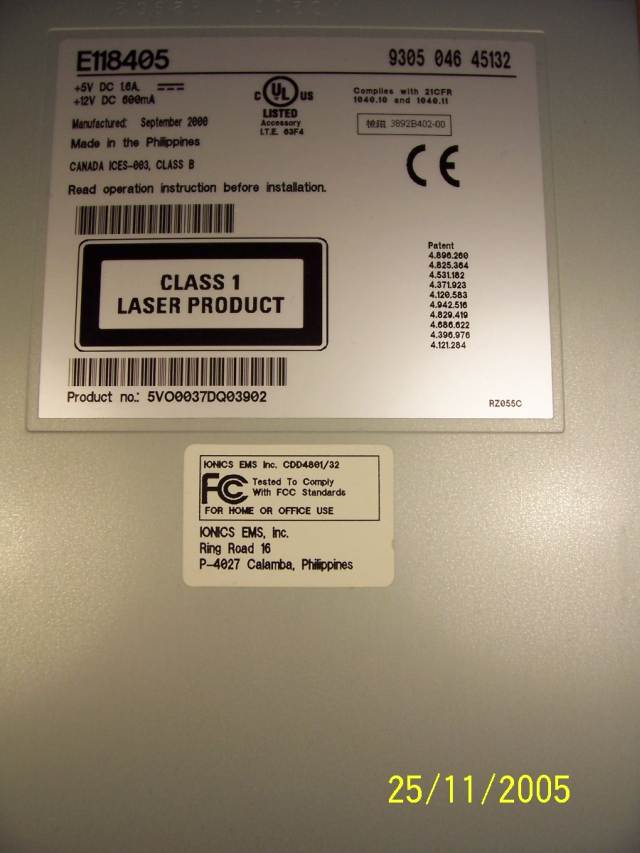 E118405
9305 046 45132
+5V DC 1.6A
+12V DC 600mA
c UL US
LISTED
Accessory
I.T.E. 63F4
Complies with 21CFR
1040.10 and 1040.11
Manufactured: September 2000
3892B402-00
Made in the Philippines
CE
CANADA ICES-003, CLASS B
Read operation instruction before installation.
CLASS 1
LASER PRODUCT
Patent
4.896.260
4.825.364
4.531.182
4.371.923
4.120.583
4.942.516
4.829.419
4.686.622
4.396.976
4.121.284
Product no.: 5VO0037DQ03902
RZ055C
IONICS EMS Inc. CDD4801/32
FCC
Tested To Comply
With FCC Standards
FOR HOME OR OFFICE USE
IONICS EMS, Inc.
Ring Road 16
P-4027 Calamba, Philippines
25/11/2005